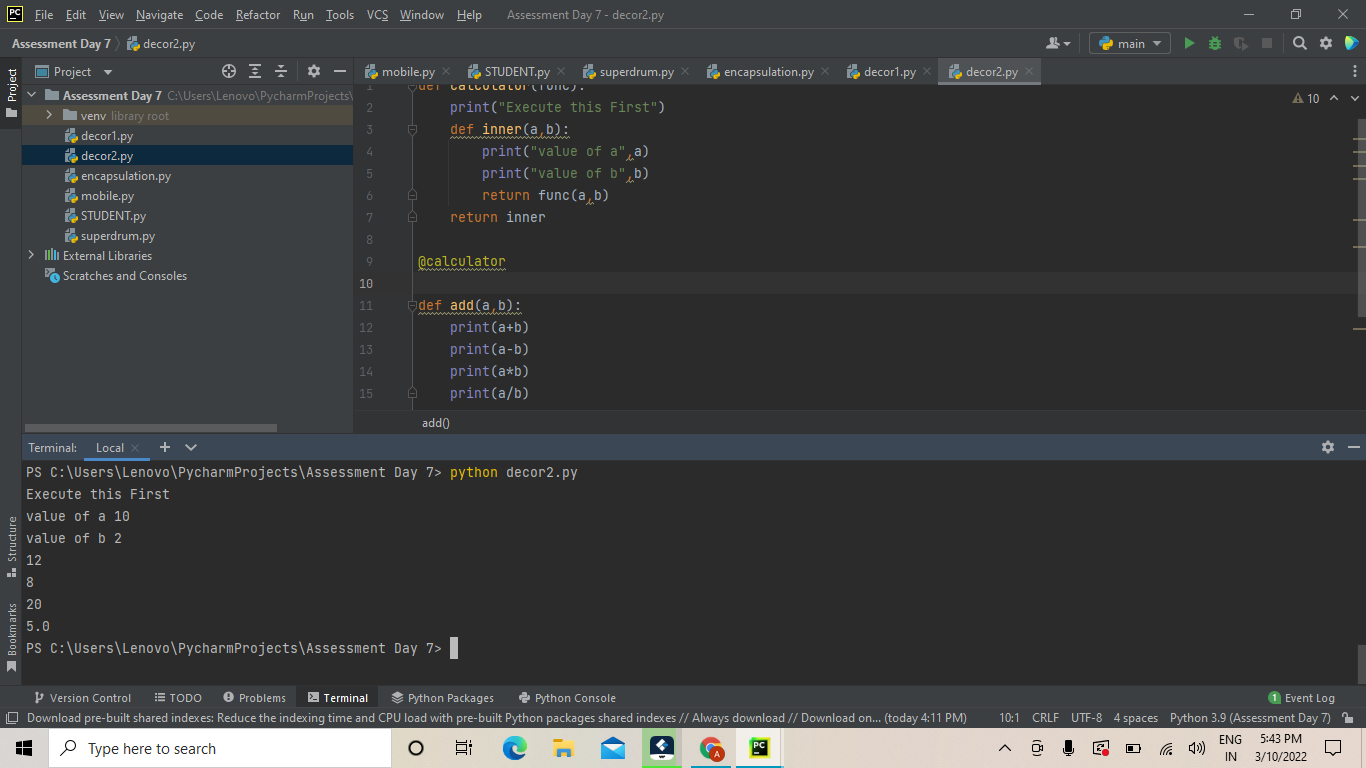 PC File Edit View Navigate Code Refactor Run Tools VCS Window Help Assessment Day 7 - decor2.py
Assessment Day 7 decor2.py main
Project
Project
mobile.py STUDENT.py superdrum.py encapsulation.py decor1.py decor2.py
Assessment Day 7 C:\Users\Lenovo\PycharmProjects\
venv library root
decor1.py
decor2.py
encapsulation.py
mobile.py
STUDENT.py
superdrum.py
External Libraries
Scratches and Consoles
10
1 def calculator(func):
2 print("Execute this First")
3 def inner(a,b):
4 print("value of a",a)
5 print("value of b",b)
6 return func(a,b)
7 return inner
8
9 @calculator
10
11 def add(a,b):
12 print(a+b)
13 print(a-b)
14 print(a*b)
15 print(a/b)
add()
Terminal: Local
PS C:\Users\Lenovo\PycharmProjects\Assessment Day 7> python decor2.py
Execute this First
value of a 10
value of b 2
12
8
20
5.0
PS C:\Users\Lenovo\PycharmProjects\Assessment Day 7>
Structure
Bookmarks
Version Control TODO Problems Terminal Python Packages Python Console 1 Event Log
Download pre-built shared indexes: Reduce the indexing time and CPU load with pre-built Python packages shared indexes // Always download // Download on... (today 4:11 PM) 10:1 CRLF UTF-8 4 spaces Python 3.9 (Assessment Day 7)
Type here to search A PC ENG 5:43 PM
IN 3/10/2022